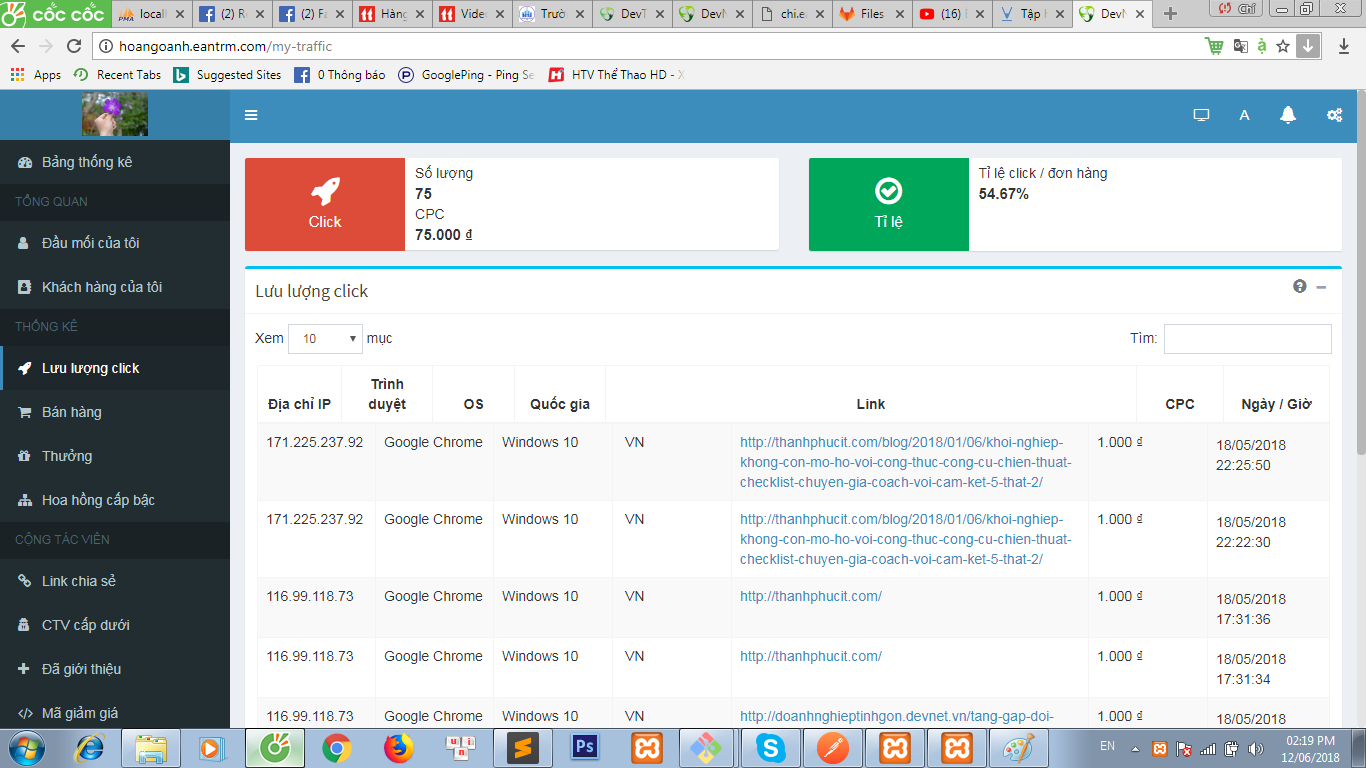 cốc cốc
locall
(2) R
(2) Fa
Hàng
Videc
Trườ
DevT
DevN
chi.e
Files
(16)
Tập H
DevN
Chí
hoangoanh.eantrm.com/my-traffic
Apps
Recent Tabs
Suggested Sites
0 Thông báo
GooglePing - Ping Se
HTV Thể Thao HD - X
A
Bảng thống kê
TỔNG QUAN
Đầu mối của tôi
Khách hàng của tôi
THỐNG KÊ
Lưu lượng click
Bán hàng
Thưởng
Hoa hồng cấp bậc
CỘNG TÁC VIÊN
Link chia sẻ
CTV cấp dưới
Đã giới thiệu
Mã giảm giá
Click
Số lượng
75
CPC
75.000 ₫
Tỉ lệ
Tỉ lệ click / đơn hàng
54.67%
Lưu lượng click
Xem 10 mục
Tìm:
Địa chỉ IP Trình duyệt OS Quốc gia Link CPC Ngày / Giờ
171.225.237.92 Google Chrome Windows 10 VN http://thanhphucit.com/blog/2018/01/06/khoi-nghiep- 1.000 ₫ 18/05/2018
khong-con-mo-ho-voi-cong-thuc-cong-cu-chien-thuat- 22:25:50
checklist-chuyen-gia-coach-voi-cam-ket-5-that-2/
171.225.237.92 Google Chrome Windows 10 VN http://thanhphucit.com/blog/2018/01/06/khoi-nghiep- 1.000 ₫ 18/05/2018
khong-con-mo-ho-voi-cong-thuc-cong-cu-chien-thuat- 22:22:30
checklist-chuyen-gia-coach-voi-cam-ket-5-that-2/
116.99.118.73 Google Chrome Windows 10 VN http://thanhphucit.com/ 1.000 ₫ 18/05/2018
17:31:36
116.99.118.73 Google Chrome Windows 10 VN http://thanhphucit.com/ 1.000 ₫ 18/05/2018
17:31:34
116.99.118.73 Google Chrome Windows 10 VN http://doanhnghieptinhgon.devnet.vn/tang-gap-doi- 1.000 ₫ 18/05/2018
EN
02:19 PM
12/06/2018